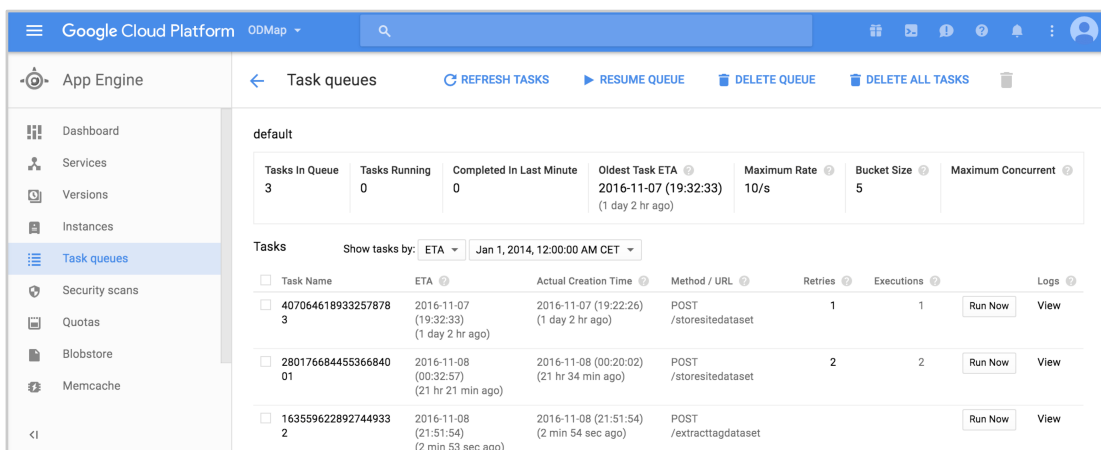 Google Cloud Platform ODMap
App Engine
Task queues REFRESH TASKS RESUME QUEUE DELETE QUEUE DELETE ALL TASKS
Dashboard
Services
Versions
Instances
Task queues
Security scans
Quotas
Blobstore
Memcache
default
Tasks In Queue Tasks Running Completed In Last Minute Oldest Task ETA Maximum Rate Bucket Size Maximum Concurrent
3 0 0 2016-11-07 (19:32:33) 10/s 5
(1 day 2 hr ago)
Tasks Show tasks by: ETA Jan 1, 2014, 12:00:00 AM CET
Task Name ETA Actual Creation Time Method / URL Retries Executions Logs
407064618933257878 2016-11-07 2016-11-07 (19:22:26) POST 1 1 Run Now View
3 (19:32:33) (1 day 2 hr ago) /storesitedataset
(1 day 2 hr ago)
280176684455366840 2016-11-08 2016-11-08 (00:20:02) POST 2 2 Run Now View
01 (00:32:57) (21 hr 34 min ago) /storesitedataset
(21 hr 21 min ago)
163559622892744933 2016-11-08 2016-11-08 (21:51:54) POST Run Now View
2 (21:51:54) (2 min 54 sec ago) /extracttagdataset
(2 min 53 sec ago)